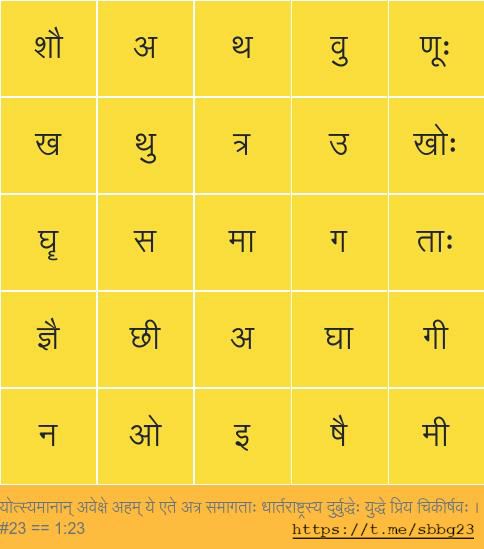 शौ अ थ वु णूः
ख थु त्र उ खोः
घॄ स मा ग ताः
ज्ञै छी अ घा गी
न ओ इ षै मी
योत्स्यमानान् अवेक्षे अहम् ये एते अत्र समागताः धार्तराष्ट्रस्य दुर्बुद्धेः युद्धे प्रिय चिकीर्षवः ।
#23 == 1:23 https://t.me/sbbg23